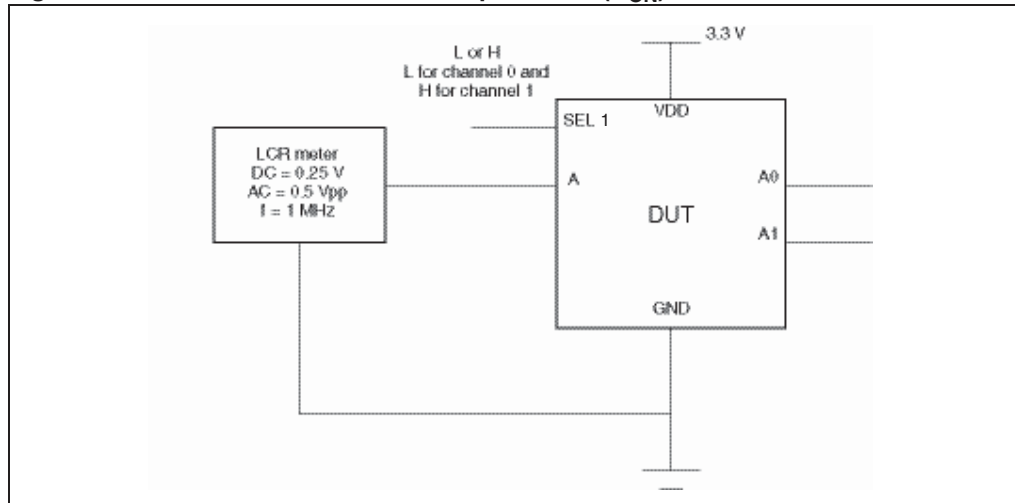 3.3 V
L or H
L for channel 0 and
H for channel 1
VDD
SEL 1
LCR meter
DC = 0.25 V
AC = 0.5 Vpp
f = 1 MHz
A
A0
DUT
A1
GND